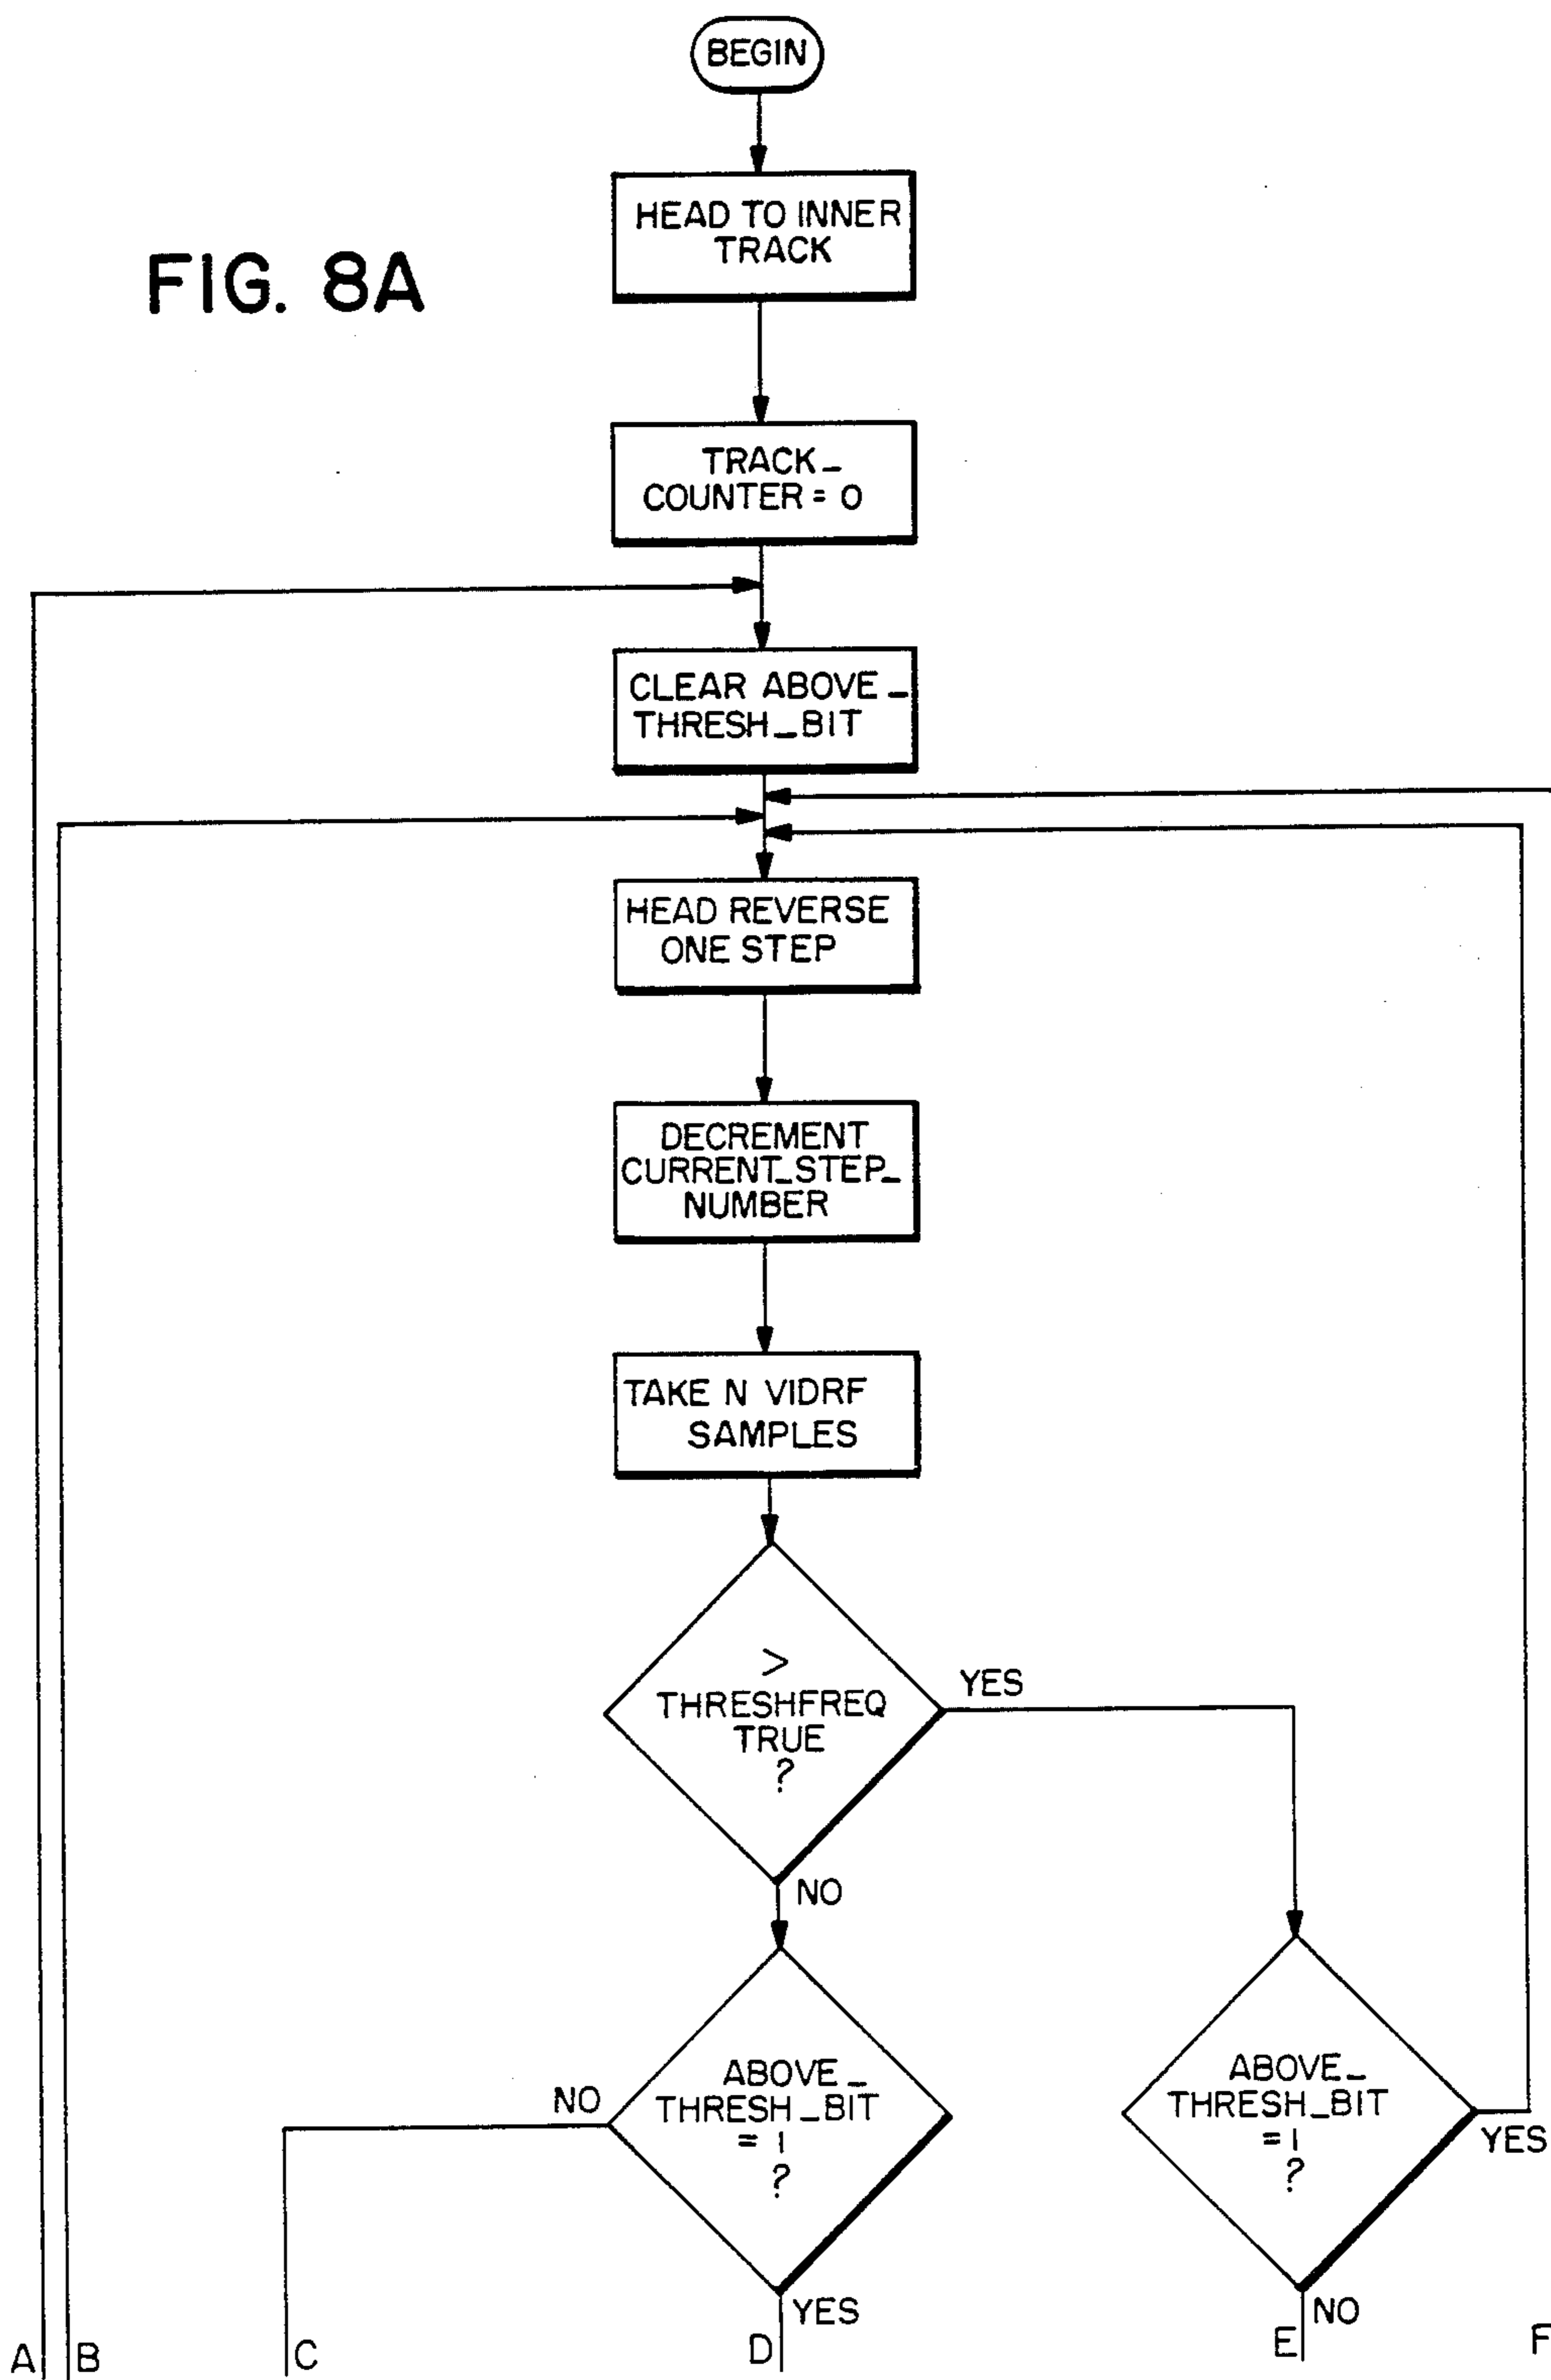 BEGIN
HEAD TO INNER
TRACK
FIG. 8A
TRACK_
COUNTER = 0
CLEAR ABOVE_
THRESH_BIT
HEAD REVERSE
ONE STEP
DECREMENT
CURRENT_STEP_
NUMBER
TAKE N VIDRF
SAMPLES
>
THRESHFREQ
TRUE
?
YES
NO
ABOVE_
THRESH_BIT
= 1
?
NO
YES
ABOVE_
THRESH_BIT
= 1
?
YES
NO
A
B
C
D
E
F